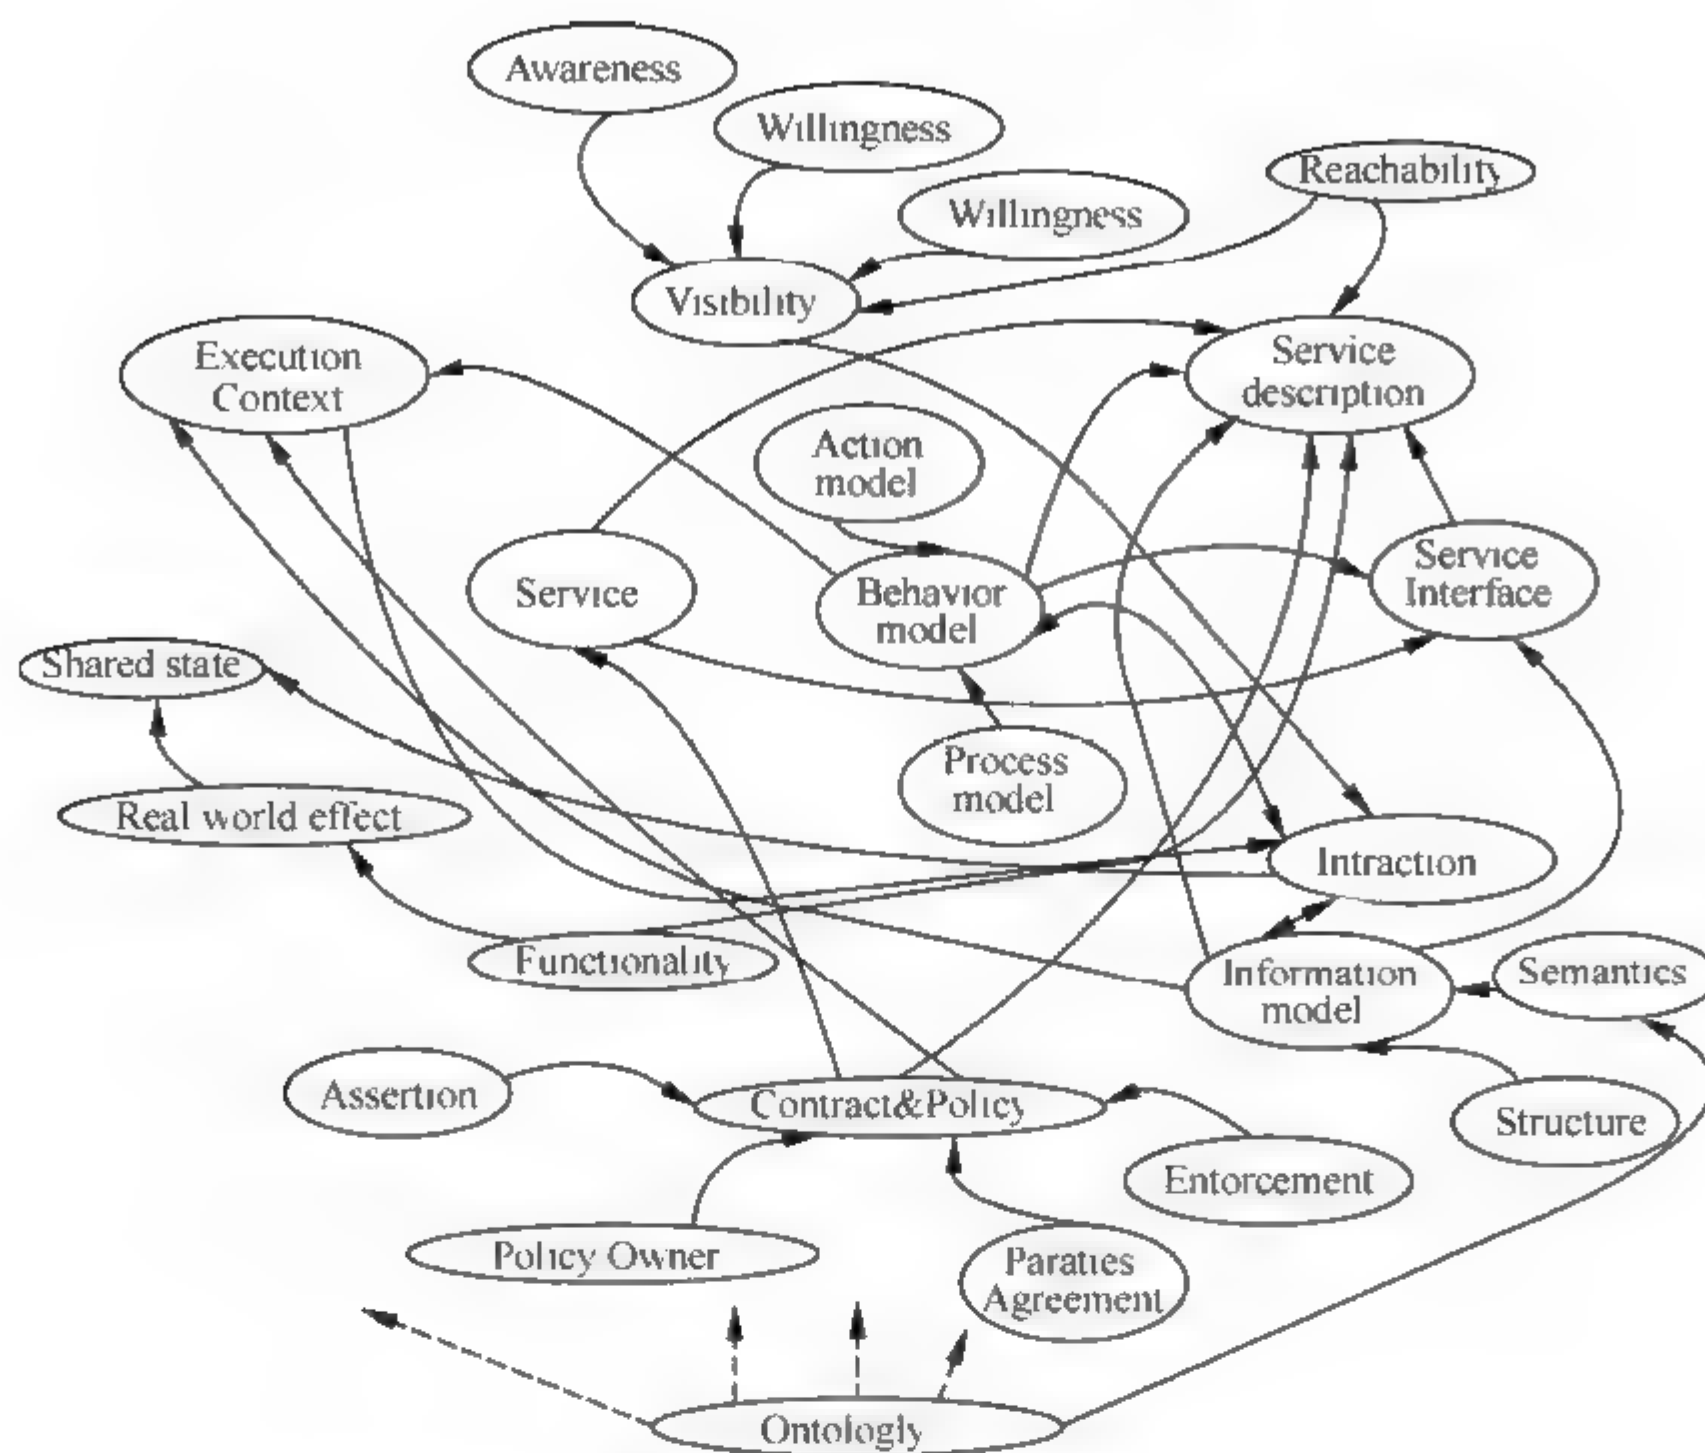 Awareness
Willingness
Willingness
Reachability
Visibility
Execution
Context
Service
description
Action
model
Service
Behavior
model
Service
Interface
Shared state
Process
model
Real world effect
Intraction
Functionality
Information
model
Semantics
Assertion
Contract&Policy
Structure
Entorcement
Policy Owner
Paraties
Agreement
Ontologly